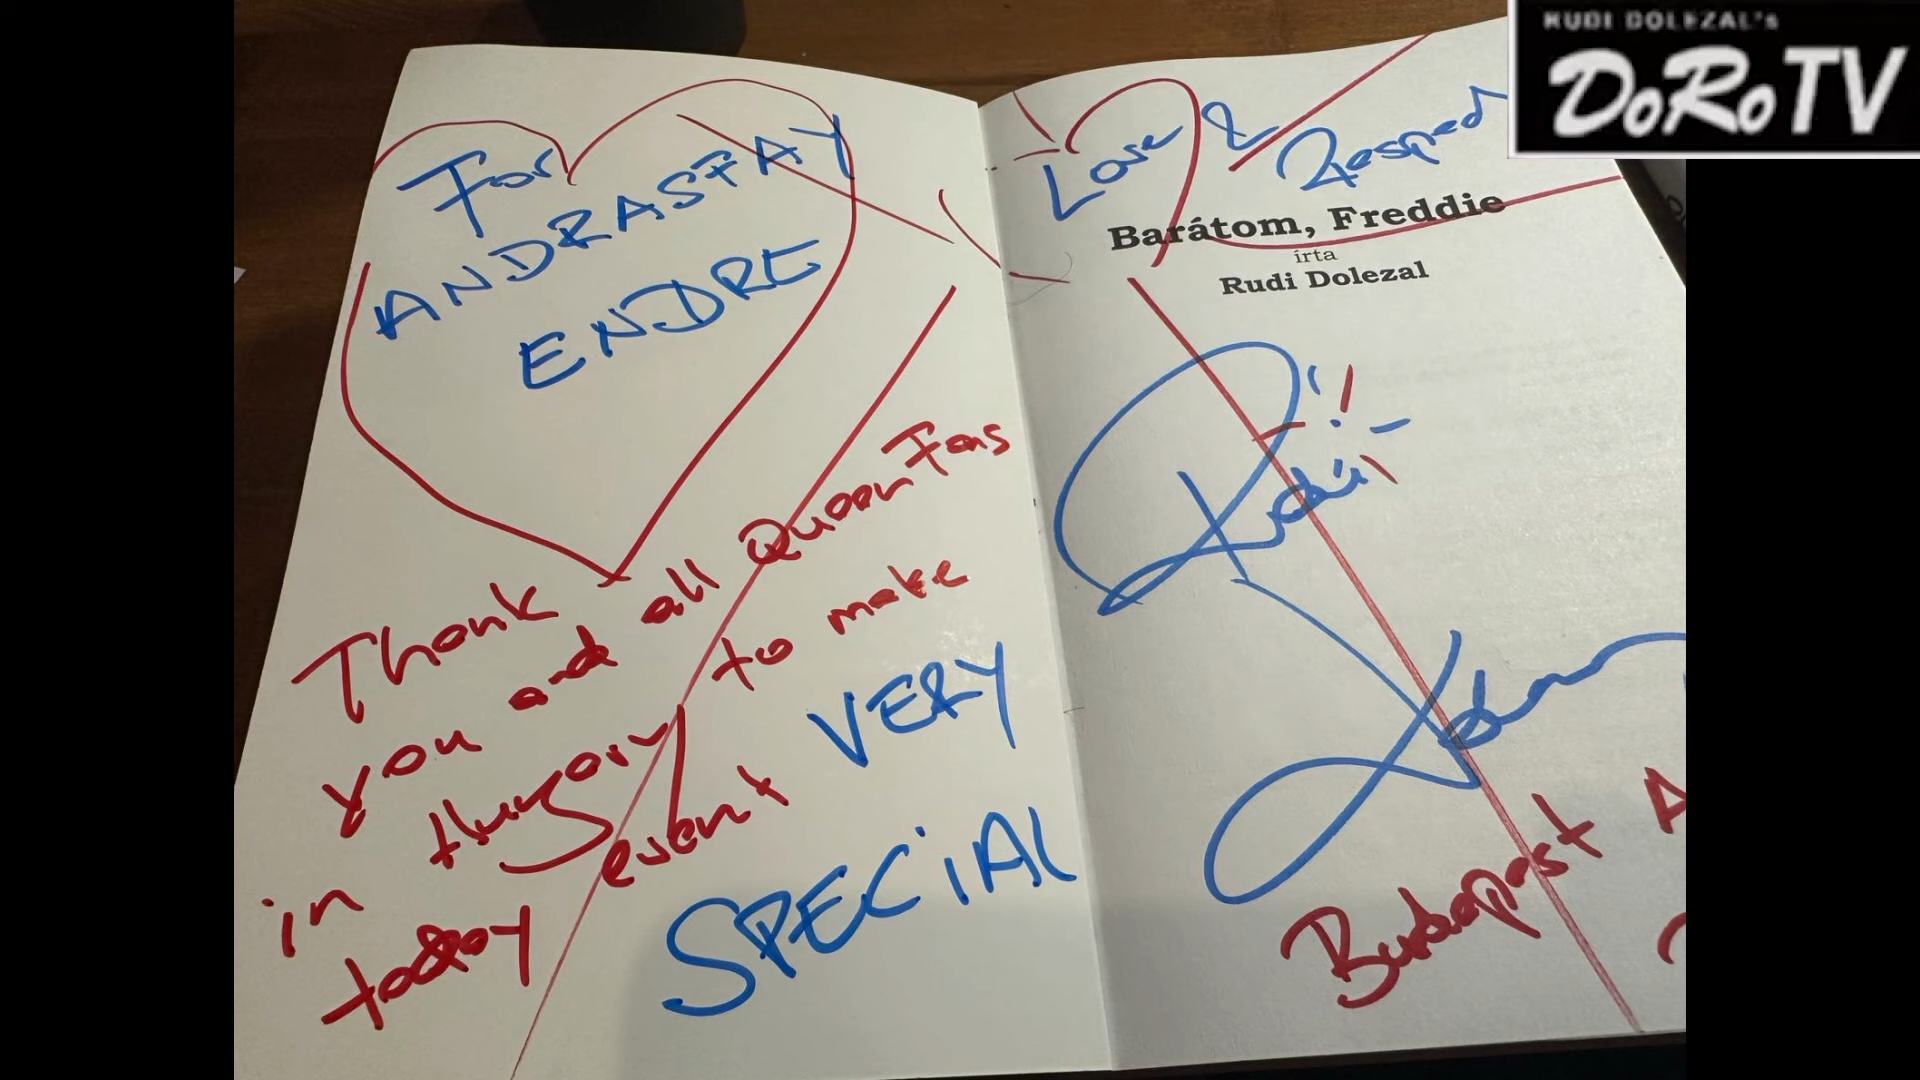 RUDI DOLEZAL's
DoRoTV
For
ANDRASFAY
ENDRE
Thank
you and all Queen Fans
in Hungary to make
today event VERY
SPECiAL
Love & Respect
Barátom, Freddie
írta
Rudi Dolezal
Rudi
Budapest